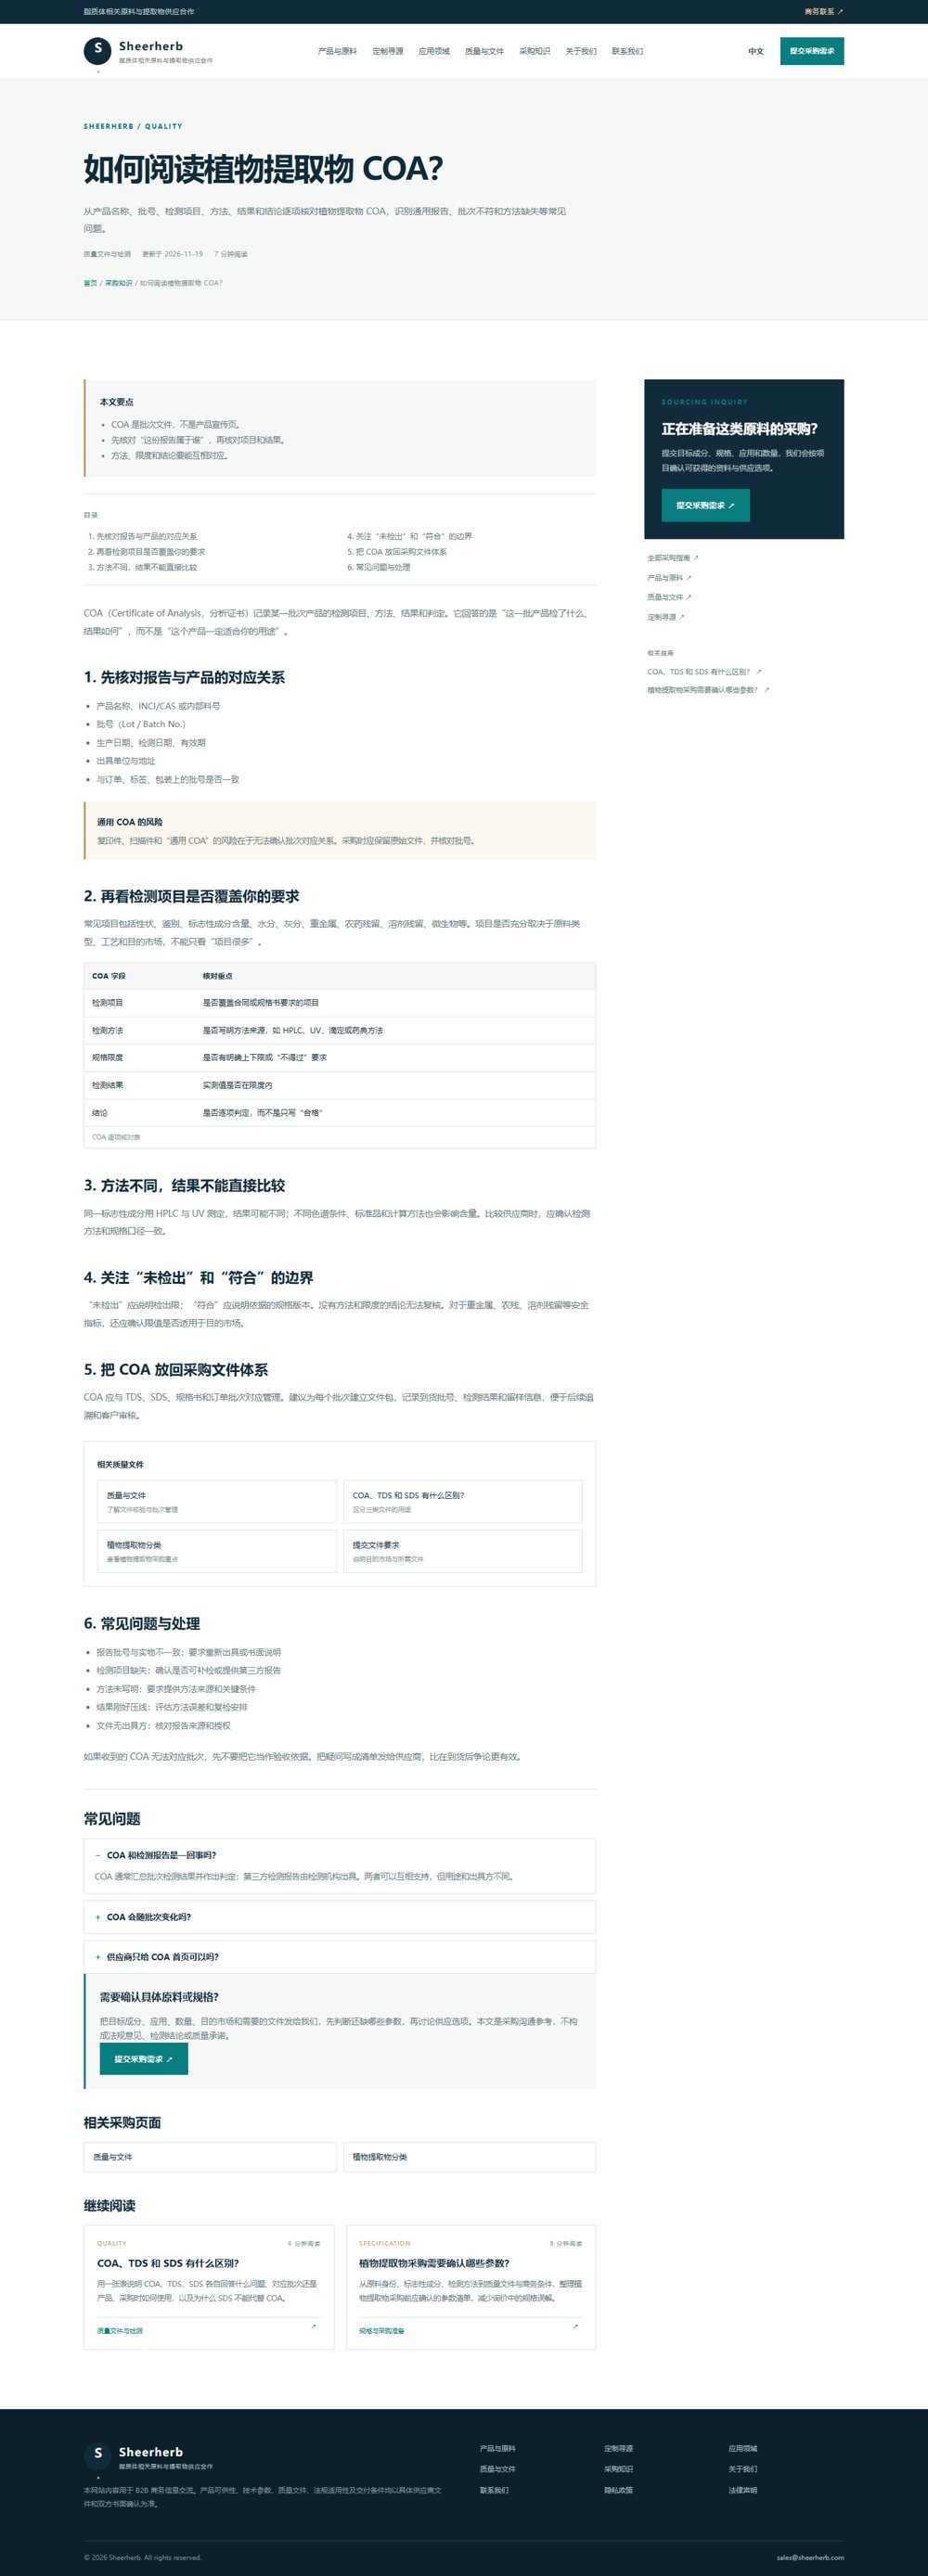 脂质体相关原料与提取物供应合作
商务联系 ↗
S
Sheerherb
脂质体相关原料与提取物供应合作
产品与原料
定制寻源
应用领域
质量与文件
采购知识
关于我们
联系我们
中文
提交采购需求
SHEERHERB / QUALITY
如何阅读植物提取物 COA?
从产品名称、批号、检测项目、方法、结果和结论逐项核对植物提取物 COA，识别通用报告、批次不符和方法缺失等常见
问题。
质量文件与检测 更新于 2026-11-19 7 分钟阅读
首页 / 采购知识 / 如何阅读植物提取物 COA?
本文要点
COA 是批次文件，不是产品宣传页。
先核对“这份报告属于谁”，再核对项目和结果。
方法、限度和结论要能互相对应。
目录
1. 先核对报告与产品的对应关系
2. 再看检测项目是否覆盖你的要求
3. 方法不同，结果不能直接比较
4. 关注“未检出”和“符合”的边界
5. 把 COA 放回采购文件体系
6. 常见问题与处理
COA（Certificate of Analysis，分析证书）记录某一批次产品的检测项目、方法、结果和判定。它回答的是“这一批产品检了什么、
结果如何”，而不是“这个产品一定适合你的用途”。
1. 先核对报告与产品的对应关系
产品名称、INCI/CAS 或内部料号
批号（Lot / Batch No.）
生产日期、检测日期、有效期
出具单位与地址
与订单、标签、包装上的批号是否一致
通用 COA 的风险
复印件、扫描件和“通用 COA”的风险在于无法确认批次对应关系。采购时应保留原始文件，并核对批号。
2. 再看检测项目是否覆盖你的要求
常见项目包括性状、鉴别、标志性成分含量、水分、灰分、重金属、农药残留、溶剂残留、微生物等。项目是否充分取决于原料类
型、工艺和目的市场，不能只看“项目很多”。
COA 字段 核对重点
检测项目 是否覆盖合同或规格书要求的项目
检测方法 是否写明方法来源，如 HPLC、UV、滴定或药典方法
规格限度 是否有明确上下限或“不得过”要求
检测结果 实测值是否在限度内
结论 是否逐项判定，而不是只写“合格”
COA 逐项核对表
3. 方法不同，结果不能直接比较
同一标志性成分用 HPLC 与 UV 测定，结果可能不同；不同色谱条件、标准品和计算方法也会影响含量。比较供应商时，应确认检测
方法和规格口径一致。
4. 关注“未检出”和“符合”的边界
“未检出”应说明检出限；“符合”应说明依据的规格版本。没有方法和限度的结论无法复核。对于重金属、农残、溶剂残留等安全
指标，还应确认限值是否适用于目的市场。
5. 把 COA 放回采购文件体系
COA 应与 TDS、SDS、规格书和订单批次对应管理。建议为每个批次建立文件包，记录到货批号、检测结果和留样信息，便于后续追
溯和客户审核。
相关质量文件
质量与文件
了解文件核验与批次管理
COA、TDS 和 SDS 有什么区别?
区分三类文件的用途
植物提取物分类
查看植物提取物采购重点
提交文件要求
说明目的市场与所需文件
6. 常见问题与处理
报告批号与实物不一致：要求重新出具或书面说明
检测项目缺失：确认是否可补检或提供第三方报告
方法未写明：要求提供方法来源和关键条件
结果刚好压线：评估方法误差和复检安排
文件无出具方：核对报告来源和授权
如果收到的 COA 无法对应批次，先不要把它当作验收依据。把疑问写成清单发给供应商，比在到货后争论更有效。
常见问题
− COA 和检测报告是一回事吗?
COA 通常汇总批次检测结果并作出判定；第三方检测报告由检测机构出具。两者可以互相支持，但用途和出具方不同。
+ COA 会随批次变化吗?
+ 供应商只给 COA 首页可以吗?
需要确认具体原料或规格?
把目标成分、应用、数量、目的市场和需要的文件发给我们，先判断还缺哪些参数，再讨论供应选项。本文是采购沟通参考，不构
成法规意见、检测结论或质量承诺。
提交采购需求 ↗
相关采购页面
质量与文件
植物提取物分类
继续阅读
QUALITY 6 分钟阅读
COA、TDS 和 SDS 有什么区别?
用一张表说明 COA、TDS、SDS 各自回答什么问题、对应批次还是
产品、采购时如何使用，以及为什么 SDS 不能代替 COA。
质量文件与检测 ↗
SPECIFICATION 8 分钟阅读
植物提取物采购需要确认哪些参数?
从原料身份、标志性成分、检测方法到质量文件与商务条件，整理植
物提取物采购前应确认的参数清单，减少询价中的规格误解。
规格与采购准备 ↗
SOURCING INQUIRY
正在准备这类原料的采购?
提交目标成分、规格、应用和数量，我们会按项
目确认可获得的资料与供应选项。
提交采购需求 ↗
全部采购指南 ↗
产品与原料 ↗
质量与文件 ↗
定制寻源 ↗
相关指南
COA、TDS 和 SDS 有什么区别? ↗
植物提取物采购需要确认哪些参数? ↗
S
Sheerherb
脂质体相关原料与提取物供应合作
本网站内容用于 B2B 商务信息交流。产品可供性、技术参数、质量文件、法规适用性及交付条件均以具体供应商文
件和双方书面确认为准。
产品与原料
定制寻源
应用领域
质量与文件
采购知识
关于我们
联系我们
隐私政策
法律声明
© 2026 Sheerherb. All rights reserved.
sales@sheerherb.com